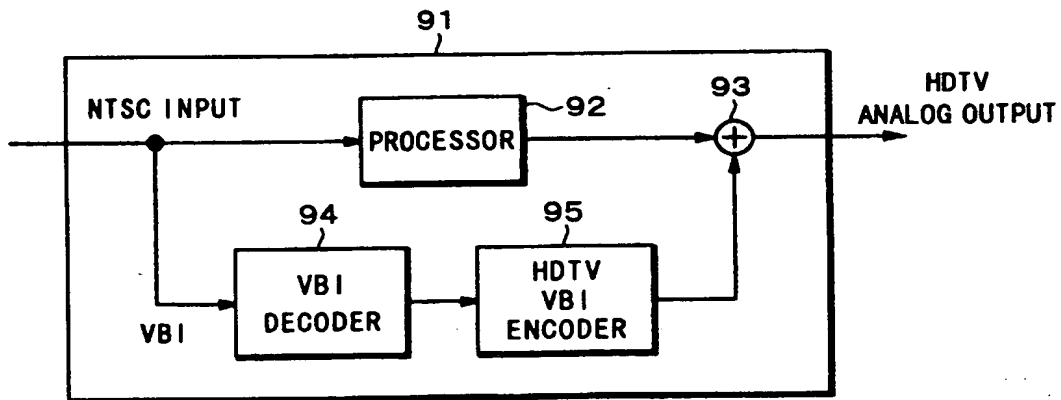 91
NTSC INPUT
92
PROCESSOR
93
+
HDTV
ANALOG OUTPUT
94
VBI
DECODER
95
HDTV
VBI
ENCODER
VBI